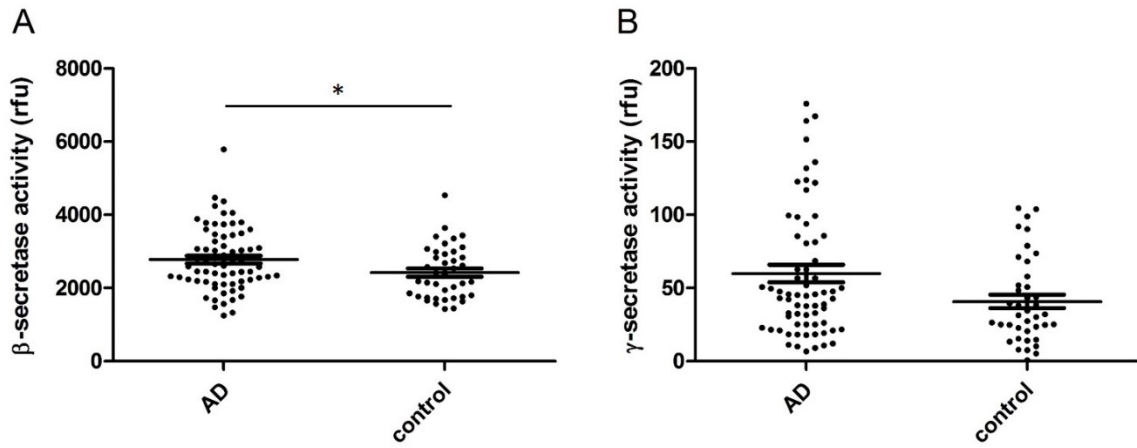 A
β-secretase activity (rfu)
8000
6000
4000
2000
0
*
AD
control
B
γ-secretase activity (rfu)
200
150
100
50
0
AD
control